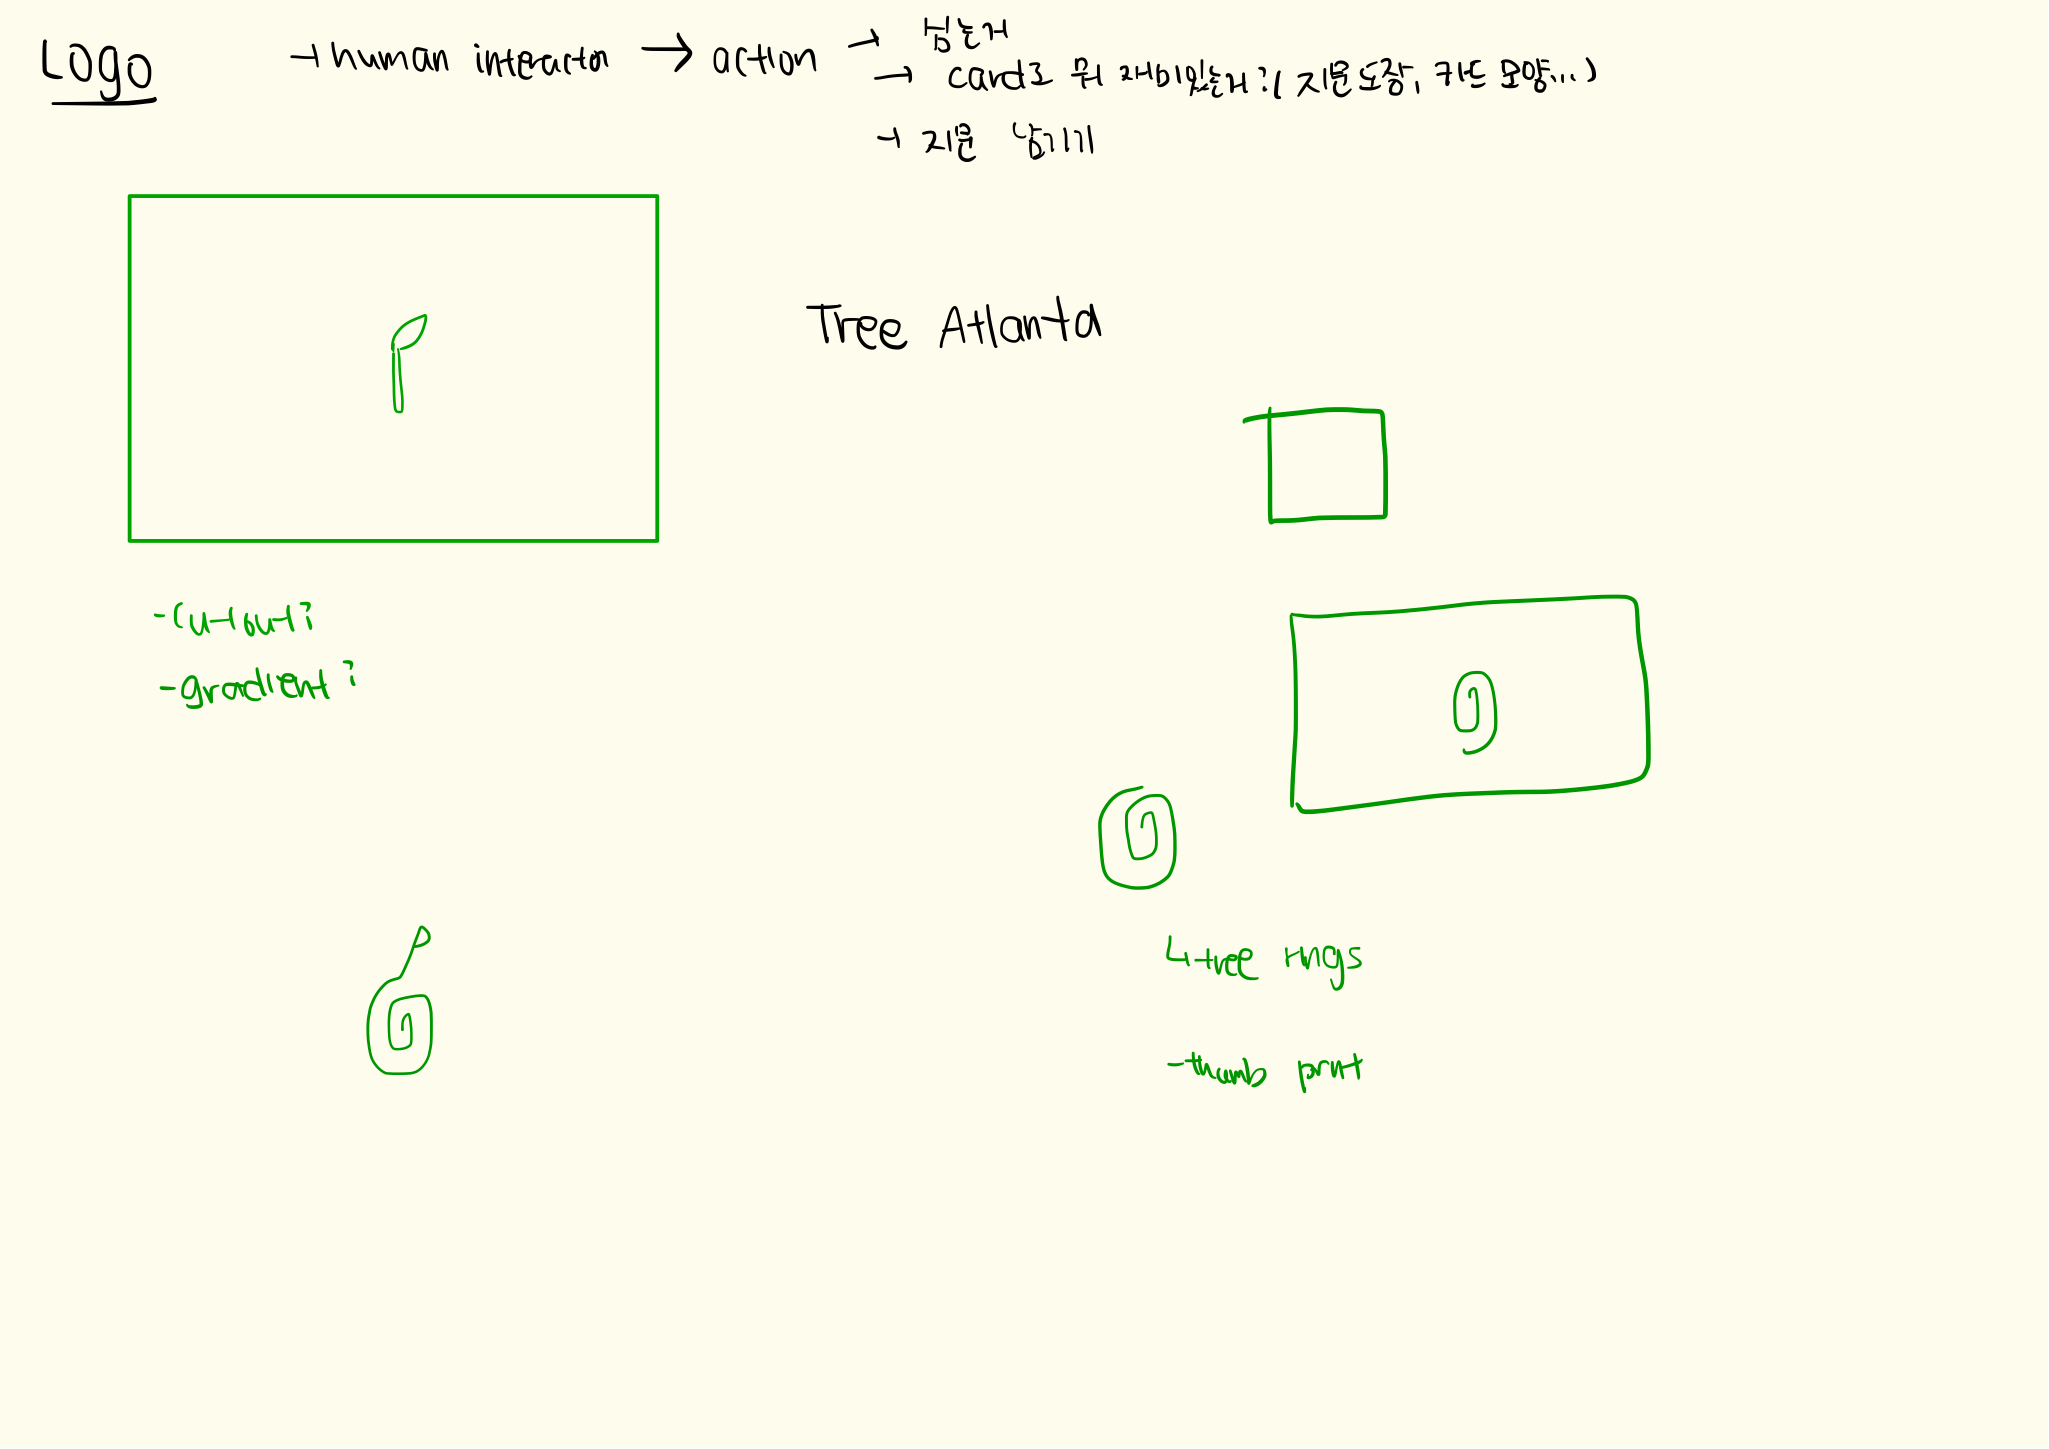 Logo
→ human interaction → action → 심는거
→ card로 뭐 재미있는거?( 지문도장, 카드 모양...)
→ 지문 남기기
Tree Atlanta
- Cutout?
- gradient?
↳ tree rings
- thumb print